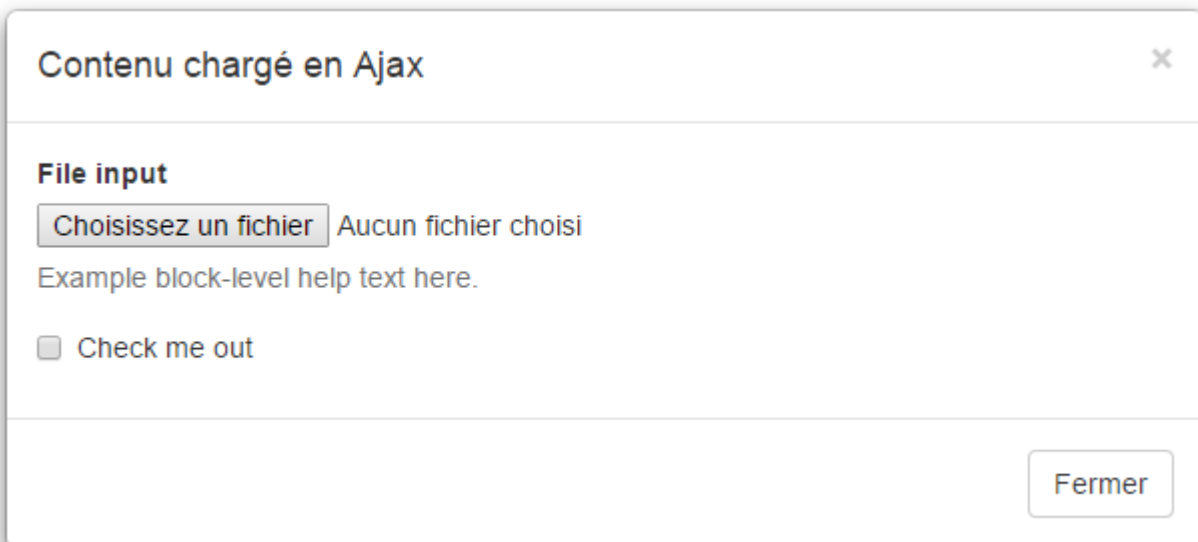 Contenu chargé en Ajax ×
File input
Choisissez un fichier Aucun fichier choisi
Example block-level help text here.
Check me out
Fermer